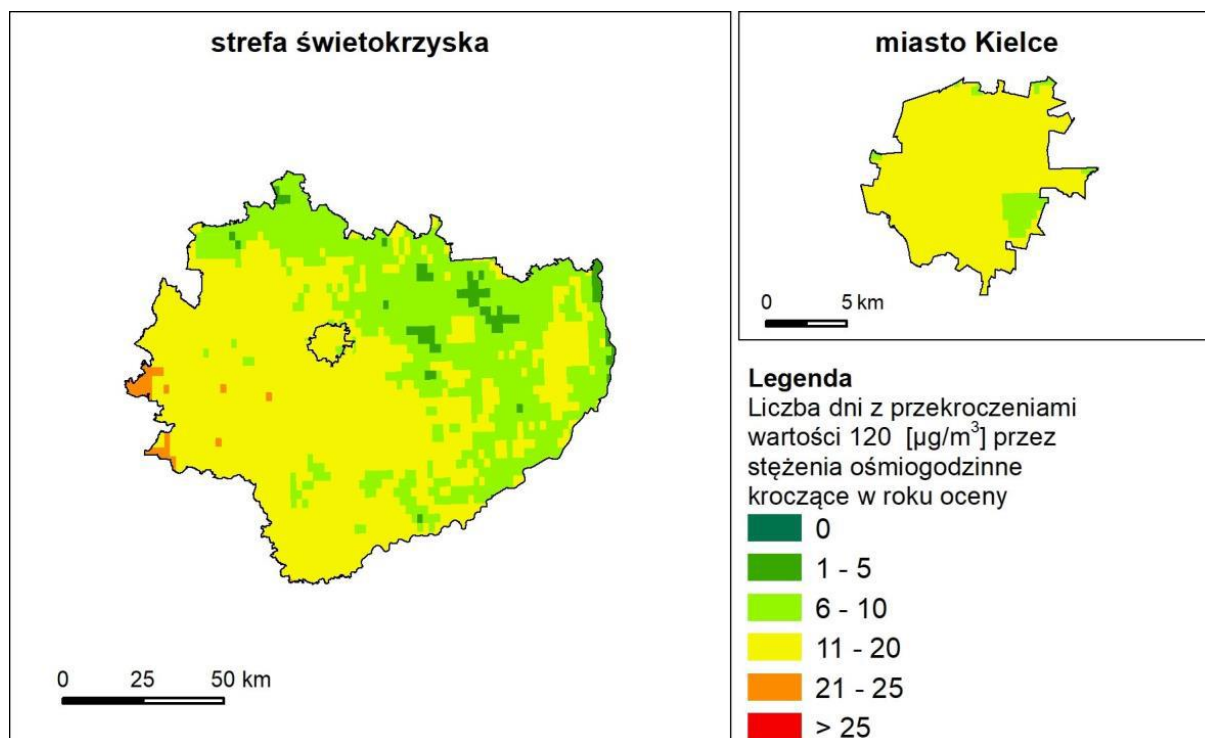 strefa świetokrzyska
0 25 50 km
miasto Kielce
0 5 km
Legenda
Liczba dni z przekroczeniami
wartości 120 [µg/m³] przez
stężenia ośmiogodzinne
kroczące w roku oceny
0
1 - 5
6 - 10
11 - 20
21 - 25
> 25